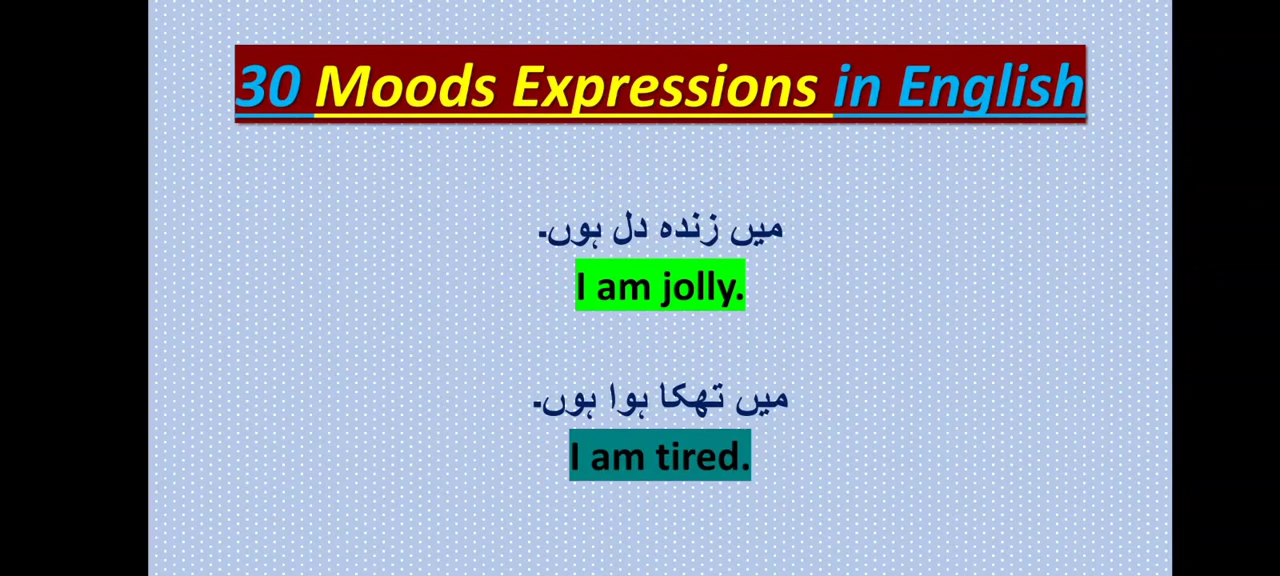 30 Moods Expressions in English
میں زندہ دل ہوں۔
I am jolly.
میں تھکا ہوا ہوں۔
I am tired.